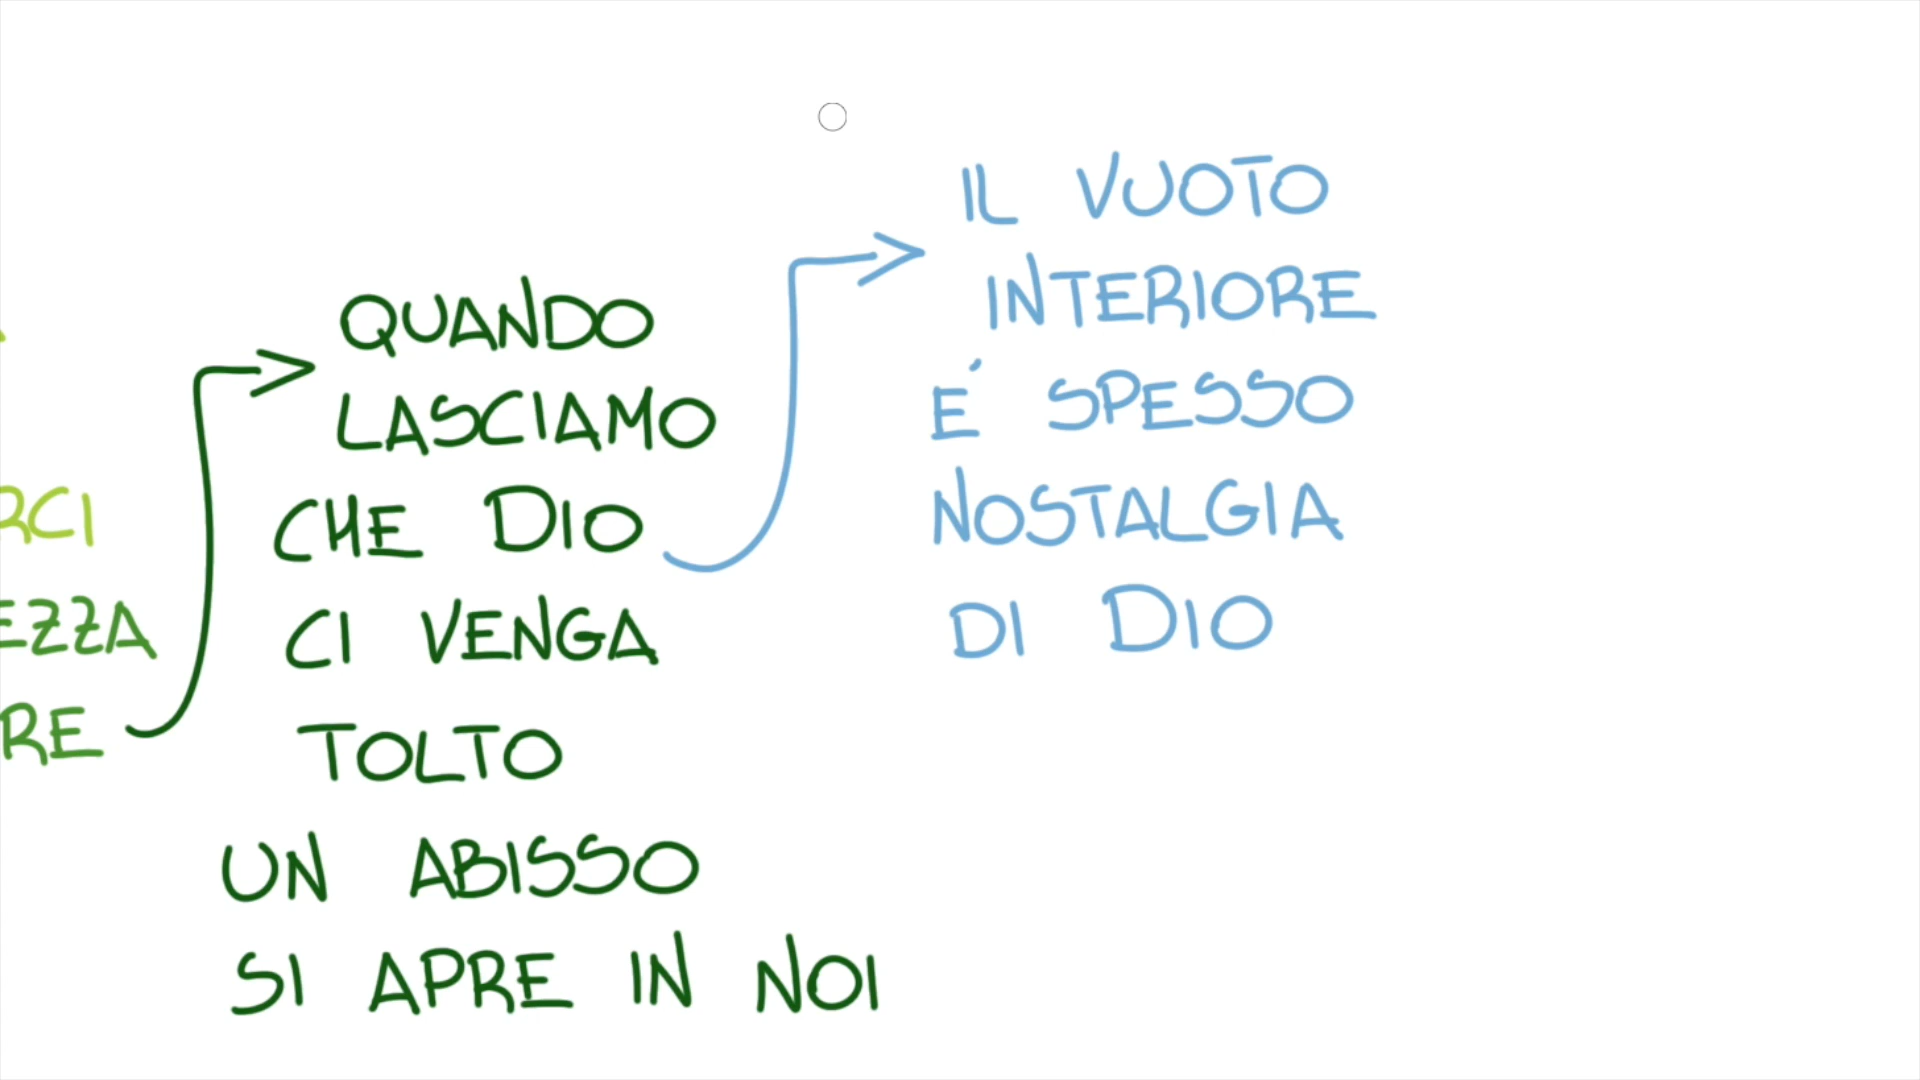 RCI
EZZA
RE
QUANDO
LASCIAMO
CHE DIO
CI VENGA
TOLTO
UN ABISSO
SI APRE IN NOI
IL VUOTO
INTERIORE
E' SPESSO
NOSTALGIA
DI DIO